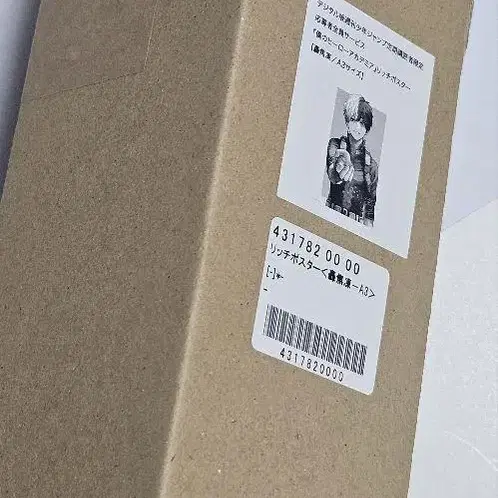 デジタル版週刊少年ジャンプ定期購読者限定
応募者全員サービス
「僕のヒーローアカデミア」リッチポスター
【轟焦凍/A3サイズ】
431782 00 00
リッチポスター<轟焦凍-A3>
[-]*-
-
4317820000